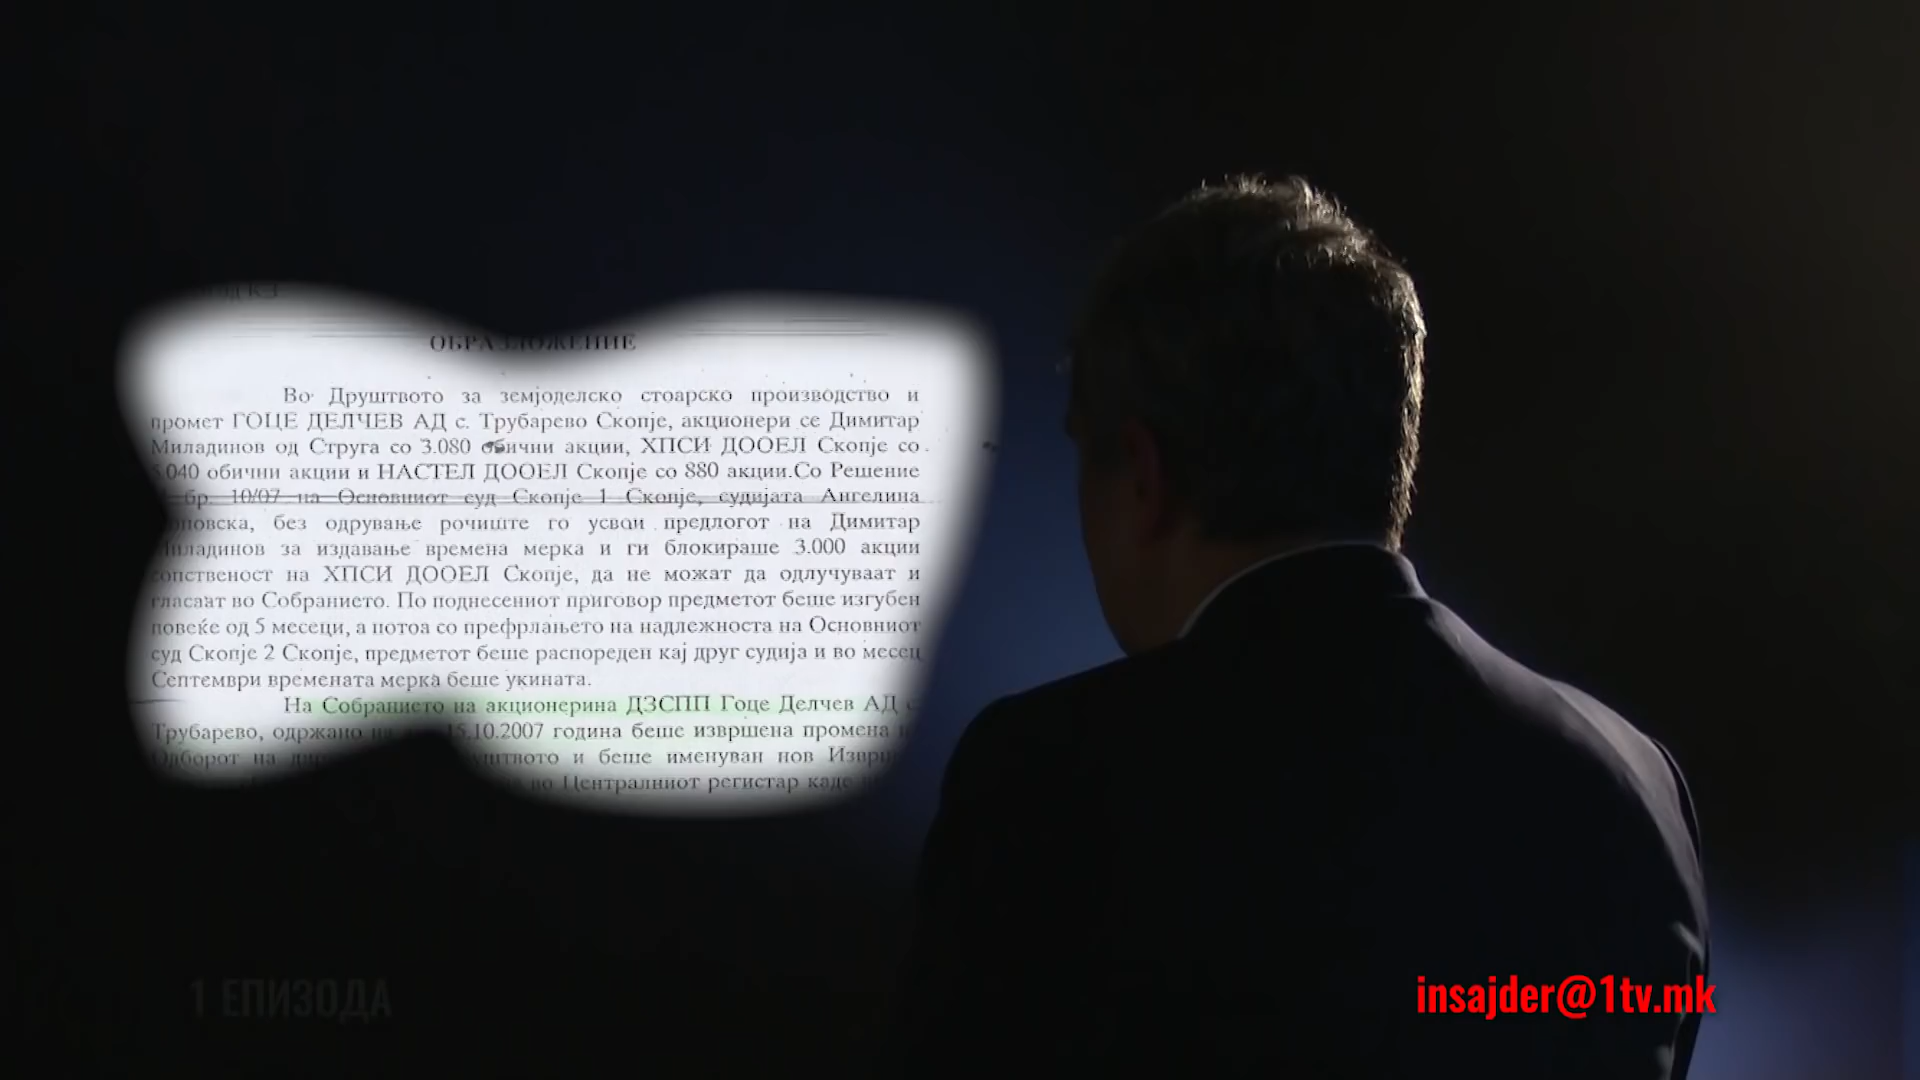 ОБРАЗЛОЖЕНИЕ
Во Друштвото за земјоделско стоарско производство и
промет ГОЦЕ ДЕЛЧЕВ АД с. Трубарево Скопје, акционери се Димитар
Миладинов од Струга со 3.080 обични акции, ХПСИ ДООЕЛ Скопје со
5.040 обични акции и НАСТЕЛ ДООЕЛ Скопје со 880 акции.Со Решение
бр. 10/07 на Основниот суд Скопје 1 Скопје, судијата Ангелина
без одрување рочиште го усвои предлогот на Димитар
Миладинов за издавање времена мерка и ги блокираше 3.000 акции
сопственост на ХПСИ ДООЕЛ Скопје, да не можат да одлучуваат и
гласаат во Собранието. По поднесениот приговор предметот беше изгубен
повеќе од 5 месеци, а потоа со префрлањето на надлежноста на Основниот
суд Скопје 2 Скопје, предметот беше распореден кај друг судија и во месец
Септември времената мерка беше укината.
На Собранието на акционерина ДЗСПП Гоце Делчев АД с
Трубарево, одржано на 15.10.2007 година беше извршена промена
Одборот на и беше именуван нов
во Централниот регистар каде
1 ЕПИЗОДА
insajder@1tv.mk